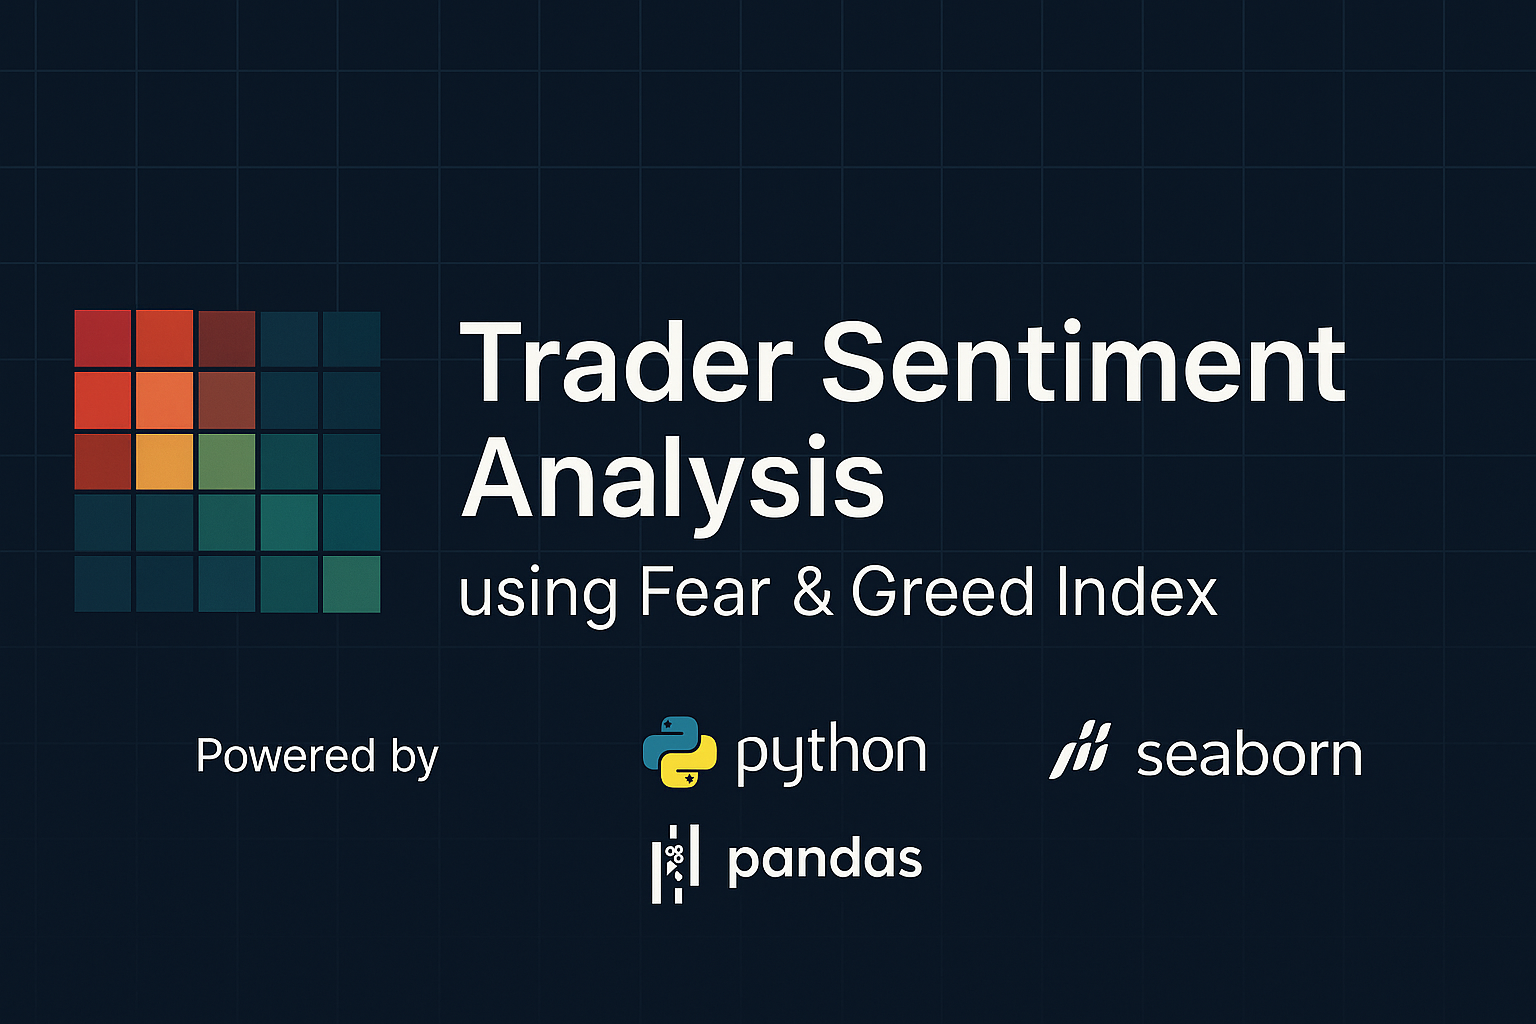 Trader Sentiment
Analysis
using Fear & Greed Index
Powered by
python
seaborn
pandas